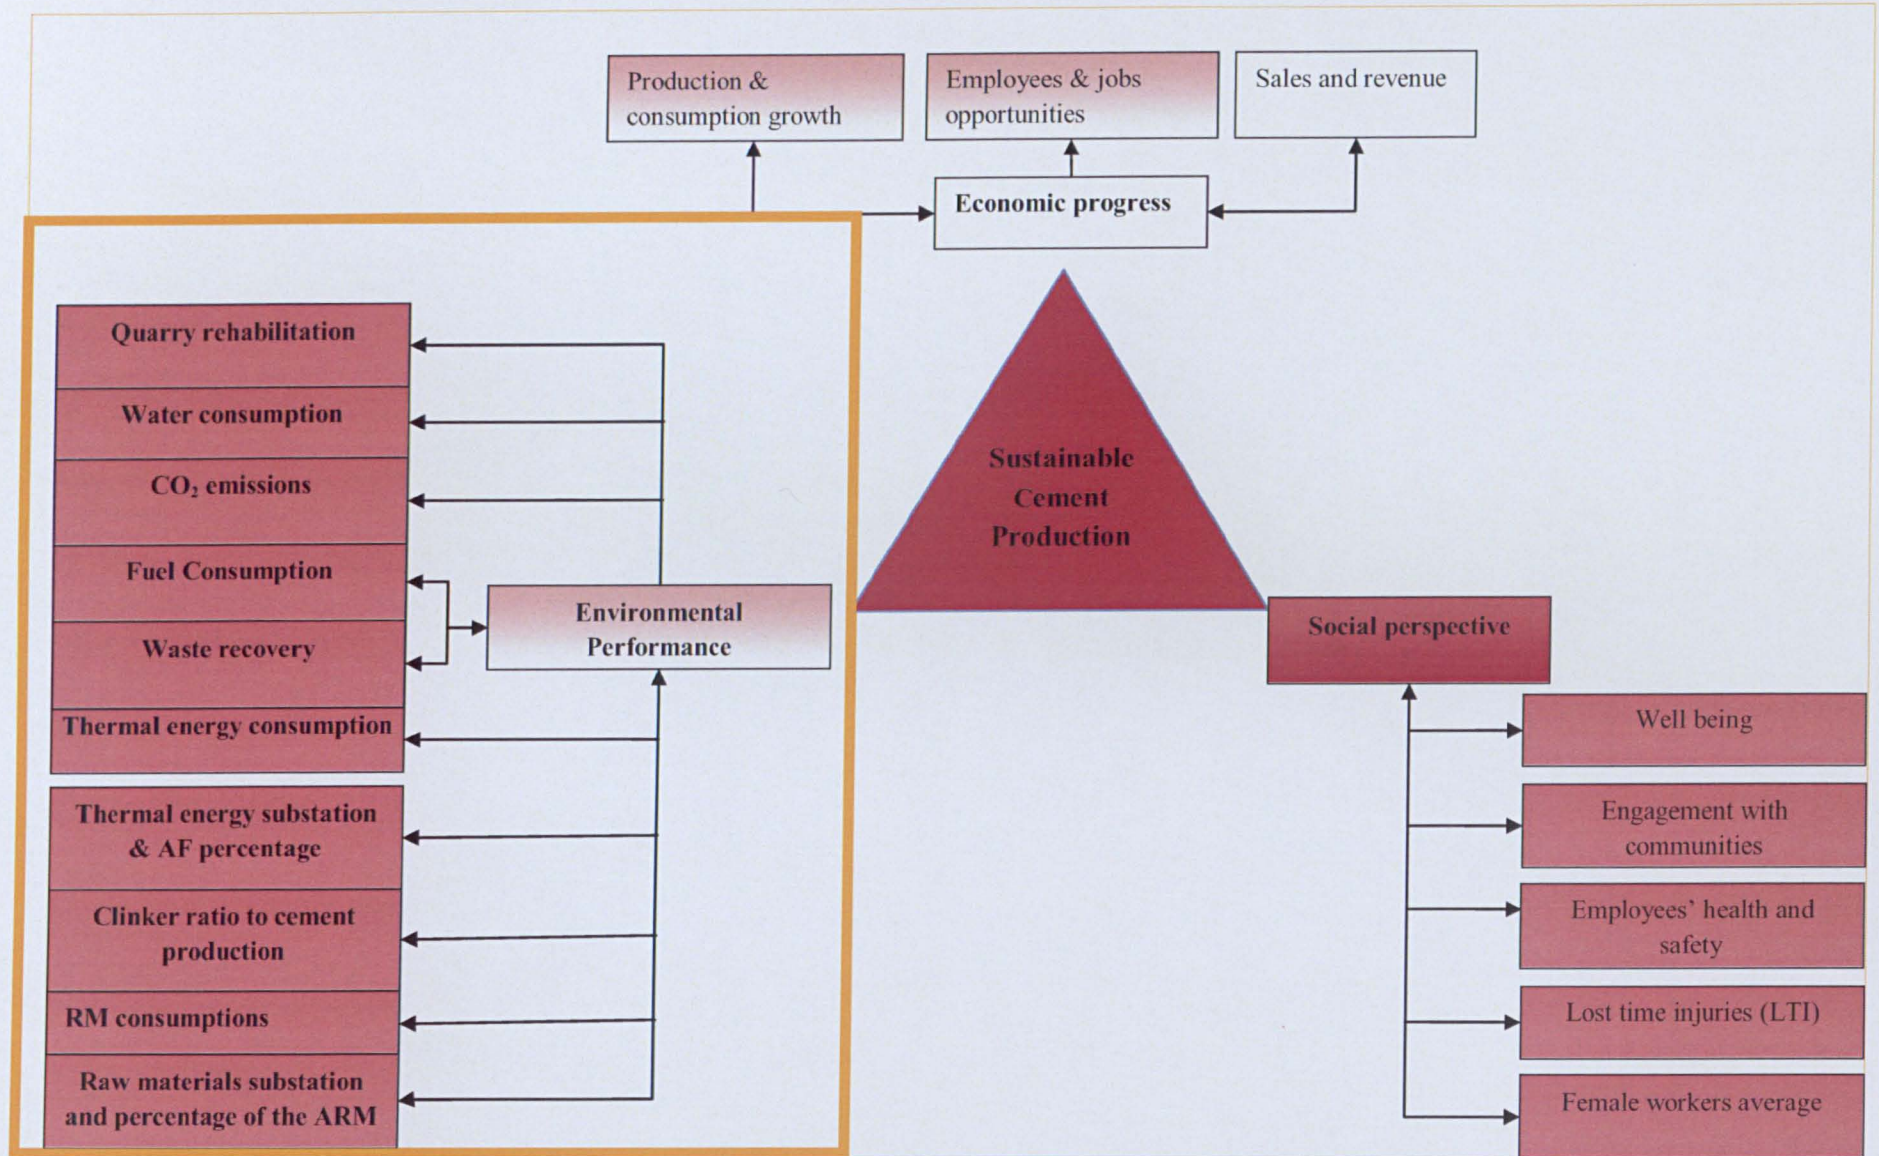 Production &
consumption growth
Employees & jobs
opportunities
Sales and revenue
Economic progress
Quarry rehabilitation
Water consumption
CO₂ emissions
Fuel Consumption
Waste recovery
Thermal energy consumption
Thermal energy substation
& AF percentage
Clinker ratio to cement
production
RM consumptions
Raw materials substation
and percentage of the ARM
Environmental
Performance
Sustainable
Cement
Production
Social perspective
Well being
Engagement with
communities
Employees’ health and
safety
Lost time injuries (LTI)
Female workers average